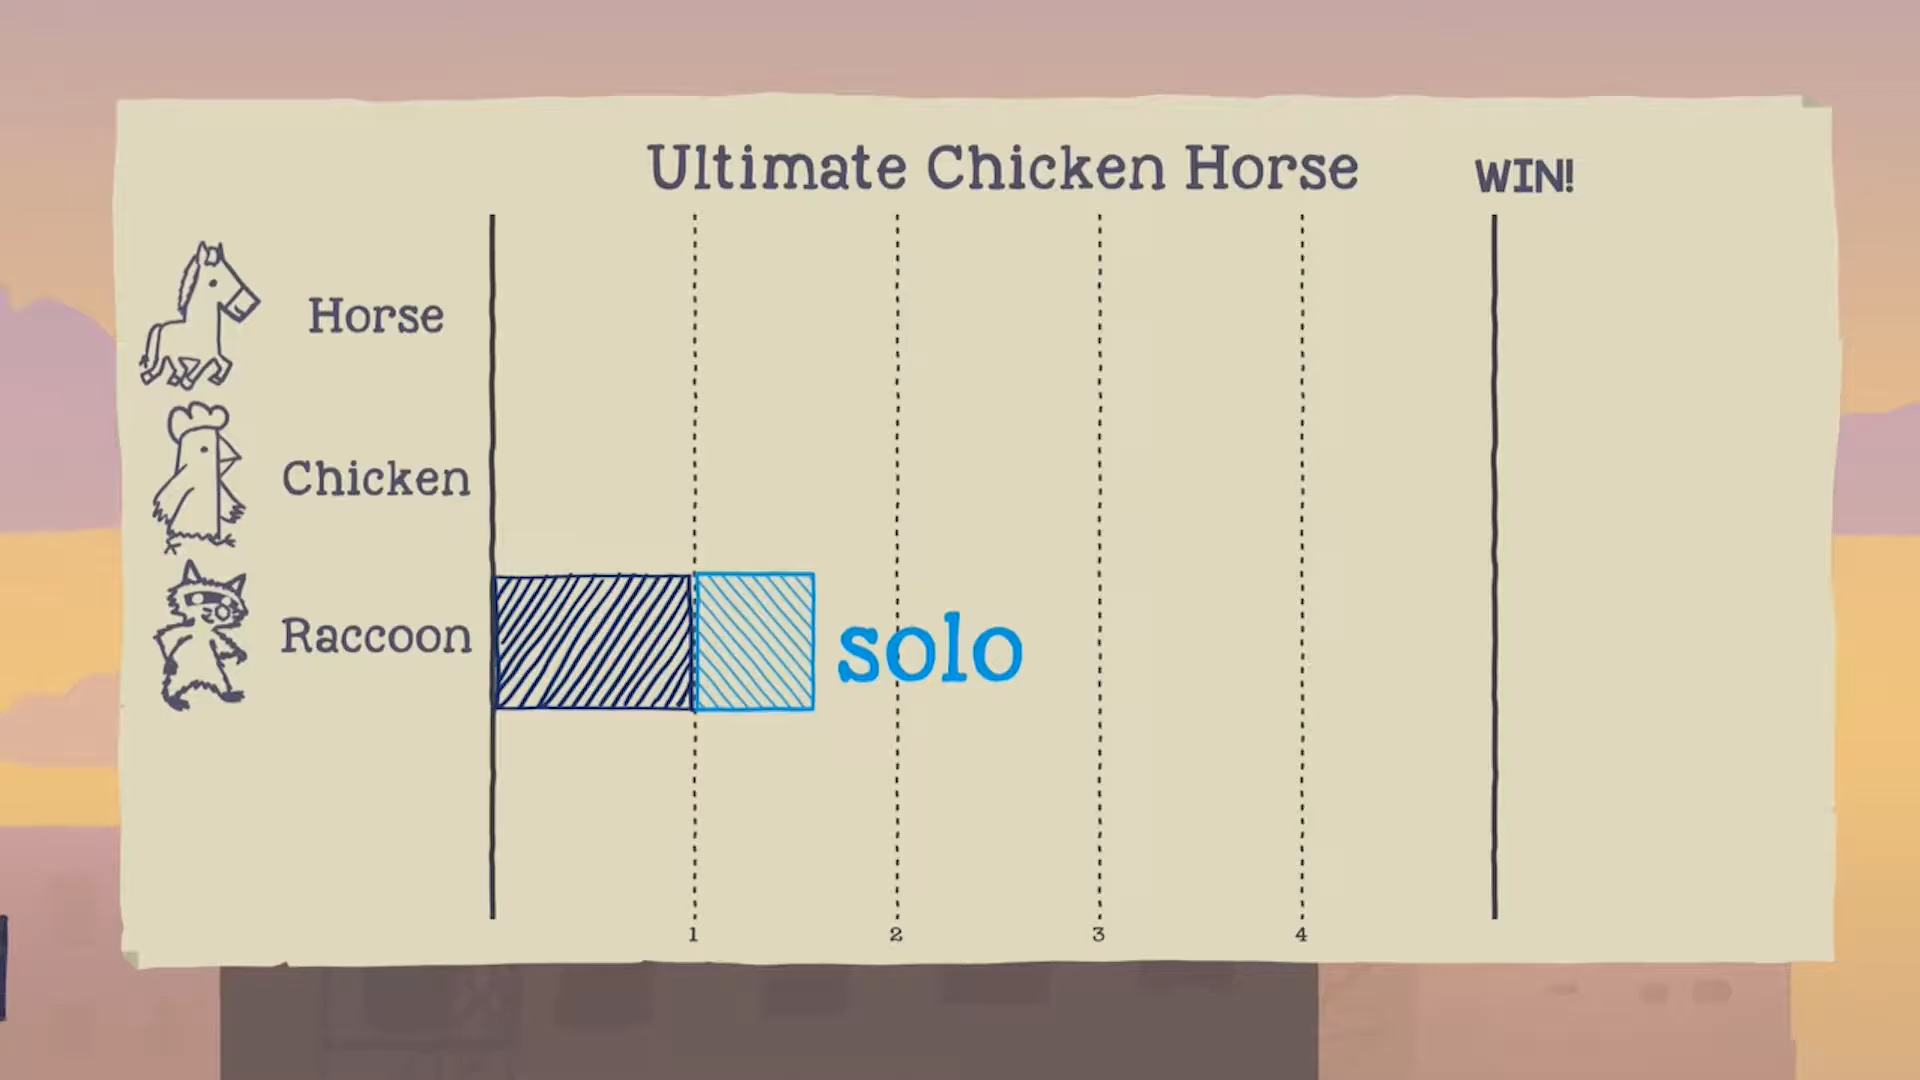 Ultimate Chicken Horse WIN!
Horse
Chicken
Raccoon solo
1 2 3 4